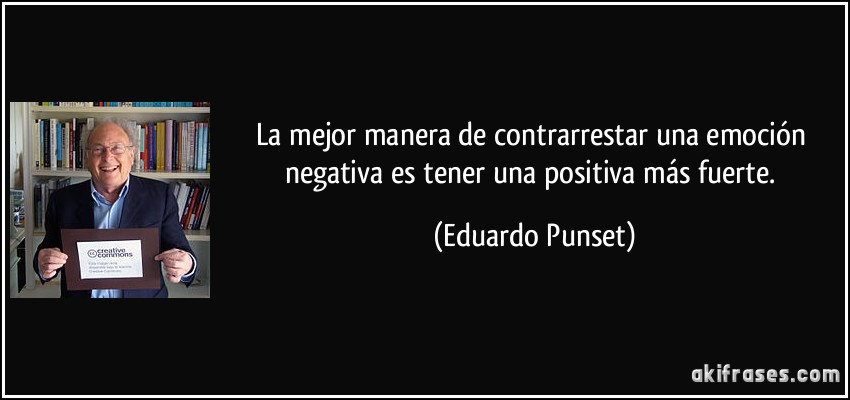 La mejor manera de contrarrestar una emoción
negativa es tener una positiva más fuerte.
(Eduardo Punset)
creative
commons
akifrases.com